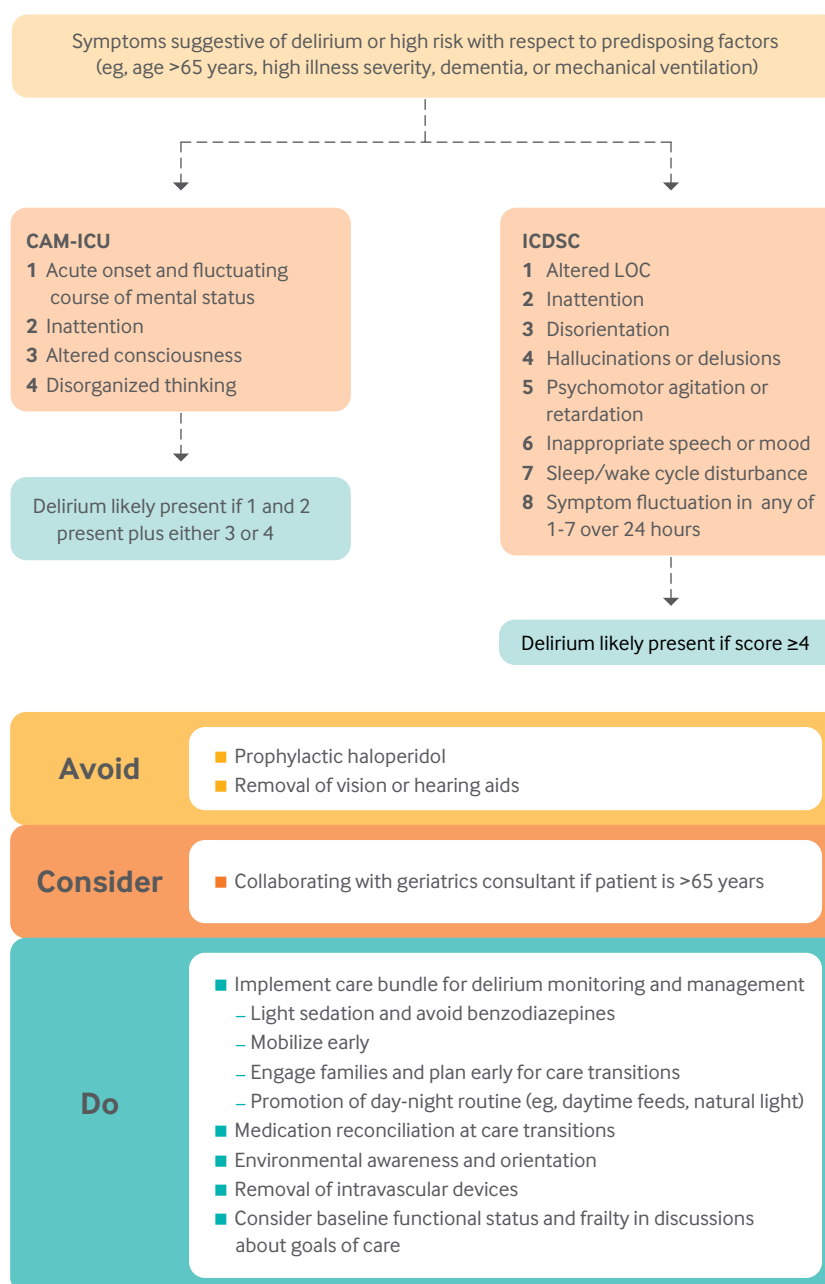 Symptoms suggestive of delirium or high risk with respect to predisposing factors
(eg, age >65 years, high illness severity, dementia, or mechanical ventilation)
CAM-ICU
1 Acute onset and fluctuating
course of mental status
2 Inattention
3 Altered consciousness
4 Disorganized thinking
Delirium likely present if 1 and 2
present plus either 3 or 4
ICDSC
1 Altered LOC
2 Inattention
3 Disorientation
4 Hallucinations or delusions
5 Psychomotor agitation or
retardation
6 Inappropriate speech or mood
7 Sleep/wake cycle disturbance
8 Symptom fluctuation in any of
1-7 over 24 hours
Delirium likely present if score ≥4
Avoid
■ Prophylactic haloperidol
■ Removal of vision or hearing aids
Consider
■ Collaborating with geriatrics consultant if patient is >65 years
Do
■ Implement care bundle for delirium monitoring and management
– Light sedation and avoid benzodiazepines
– Mobilize early
– Engage families and plan early for care transitions
– Promotion of day-night routine (eg, daytime feeds, natural light)
■ Medication reconciliation at care transitions
■ Environmental awareness and orientation
■ Removal of intravascular devices
■ Consider baseline functional status and frailty in discussions
about goals of care